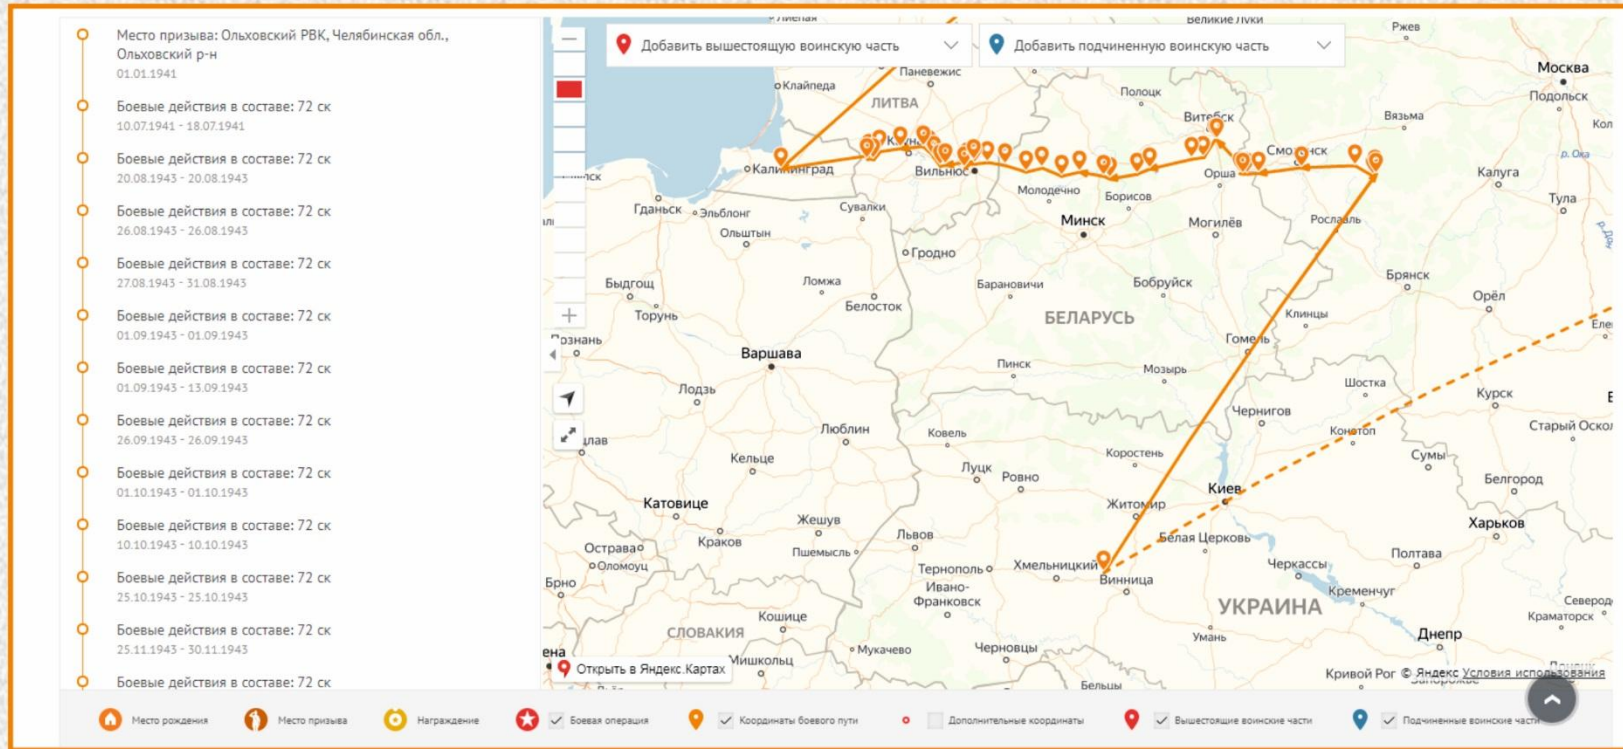 Место призыва: Ольховский РВК, Челябинская обл.,
Ольховский р-н
01.01.1941
Боевые действия в составе: 72 ск
10.07.1941 - 18.07.1941
Боевые действия в составе: 72 ск
20.08.1943 - 20.08.1943
Боевые действия в составе: 72 ск
26.08.1943 - 26.08.1943
Боевые действия в составе: 72 ск
27.08.1943 - 31.08.1943
Боевые действия в составе: 72 ск
01.09.1943 - 01.09.1943
Боевые действия в составе: 72 ск
01.09.1943 - 13.09.1943
Боевые действия в составе: 72 ск
26.09.1943 - 26.09.1943
Боевые действия в составе: 72 ск
01.10.1943 - 01.10.1943
Боевые действия в составе: 72 ск
10.10.1943 - 10.10.1943
Боевые действия в составе: 72 ск
25.10.1943 - 25.10.1943
Боевые действия в составе: 72 ск
25.11.1943 - 30.11.1943
Боевые действия в составе: 72 ск
Добавить вышестоящую воинскую часть
Добавить подчиненную воинскую часть
Великие Луки
Ржев
Москва
Подольск
Паневежис
Клайпеда
ЛИТВА
Полоцк
Витебск
Вязьма
р. Ока
Калининград
Вильнюс
Орша
Калуга
Тула
Молодечно
Борисов
Гданьск
Эльблонг
Сувалки
Минск
Могилёв
Рославль
Ольштын
Гродно
Быдгощ
Ломжа
Барановичи
Бобруйск
Брянск
Орёл
Торунь
Белосток
БЕЛАРУСЬ
Клинцы
Познань
Варшава
Гомель
Пинск
Мозырь
Шостка
Лодзь
Курск
Чернигов
Люблин
Ковель
Конотоп
Старый Оскол
Кельце
Коростень
Сумы
Луцк
Ровно
Белгород
Катовице
Киев
Житомир
Жешув
Харьков
Краков
Львов
Острава
Пшемысль
Белая Церковь
Полтава
Оломоуц
Тернополь
Хмельницкий
Черкассы
Брно
Винница
Ивано-
Франковск
Кременчуг
УКРАИНА
Краматорск
Кошице
СЛОВАКИЯ
Умань
Днепр
Мукачево
Черновцы
Открыть в Яндекс.Картах
Мишкольц
Бельцы
Кривой Рог
© Яндекс Условия использования
Место рождения
Место призыва
Награждение
Боевая операция
Координаты боевого пути
Дополнительные координаты
Вышестоящие воинские части
Подчиненные воинские части